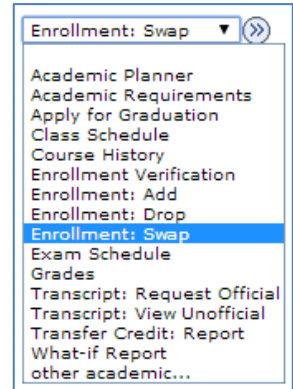 Enrollment: Swap
Academic Planner
Academic Requirements
Apply for Graduation
Class Schedule
Course History
Enrollment Verification
Enrollment: Add
Enrollment: Drop
Enrollment: Swap
Exam Schedule
Grades
Transcript: Request Official
Transcript: View Unofficial
Transfer Credit: Report
What-if Report
other academic...